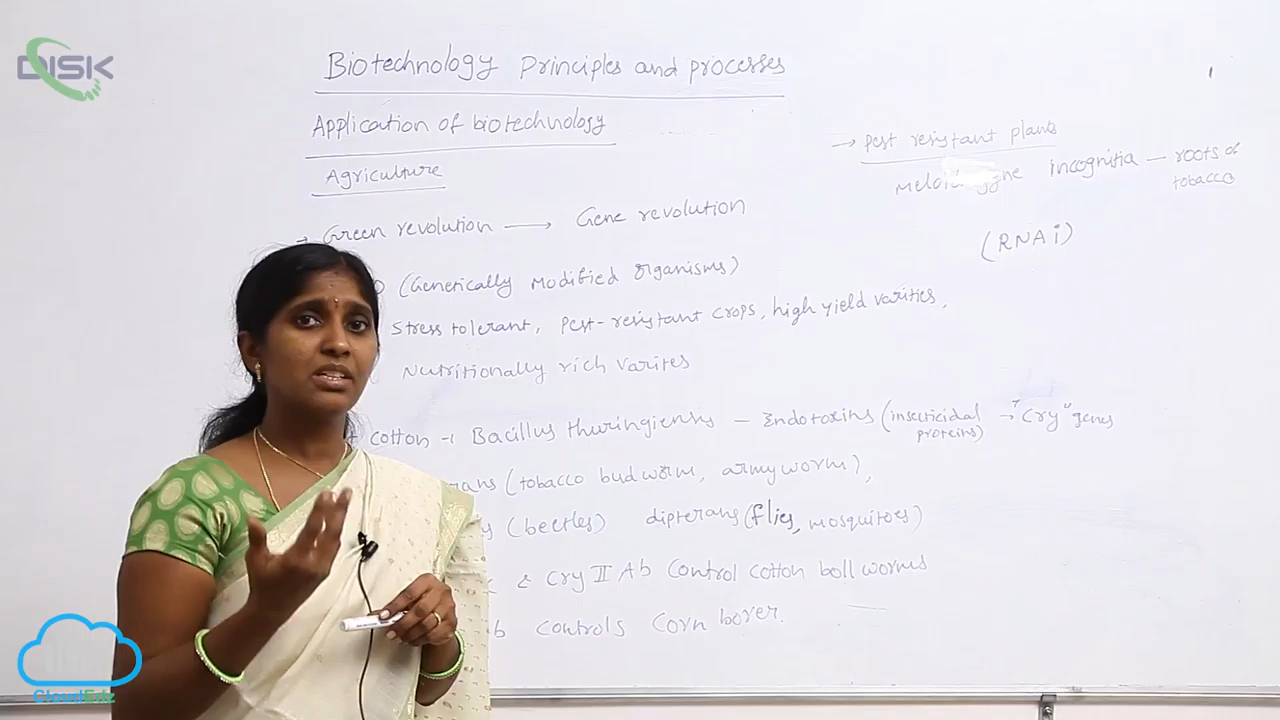 DISK
Biotechnology Principles and processes
Application of biotechnology
Agriculture
→ Green revolution → Gene revolution
(Genetically modified organisms)
Stress tolerant, Pest-resistant crops, high yield varities,
Nutritionally rich varites
cotton - Bacillus thuringiensis - Endotoxins (insecticidal proteins) → "Cry" genes
(tobacco budworm, armyworm),
(beetles) dipterans (flies, mosquitoes)
& Cry II Ab control cotton boll worms
controls corn borer.
→ Pest resistant plants
incognitia - roots of tobacco
(RNAi)
CloudEdz